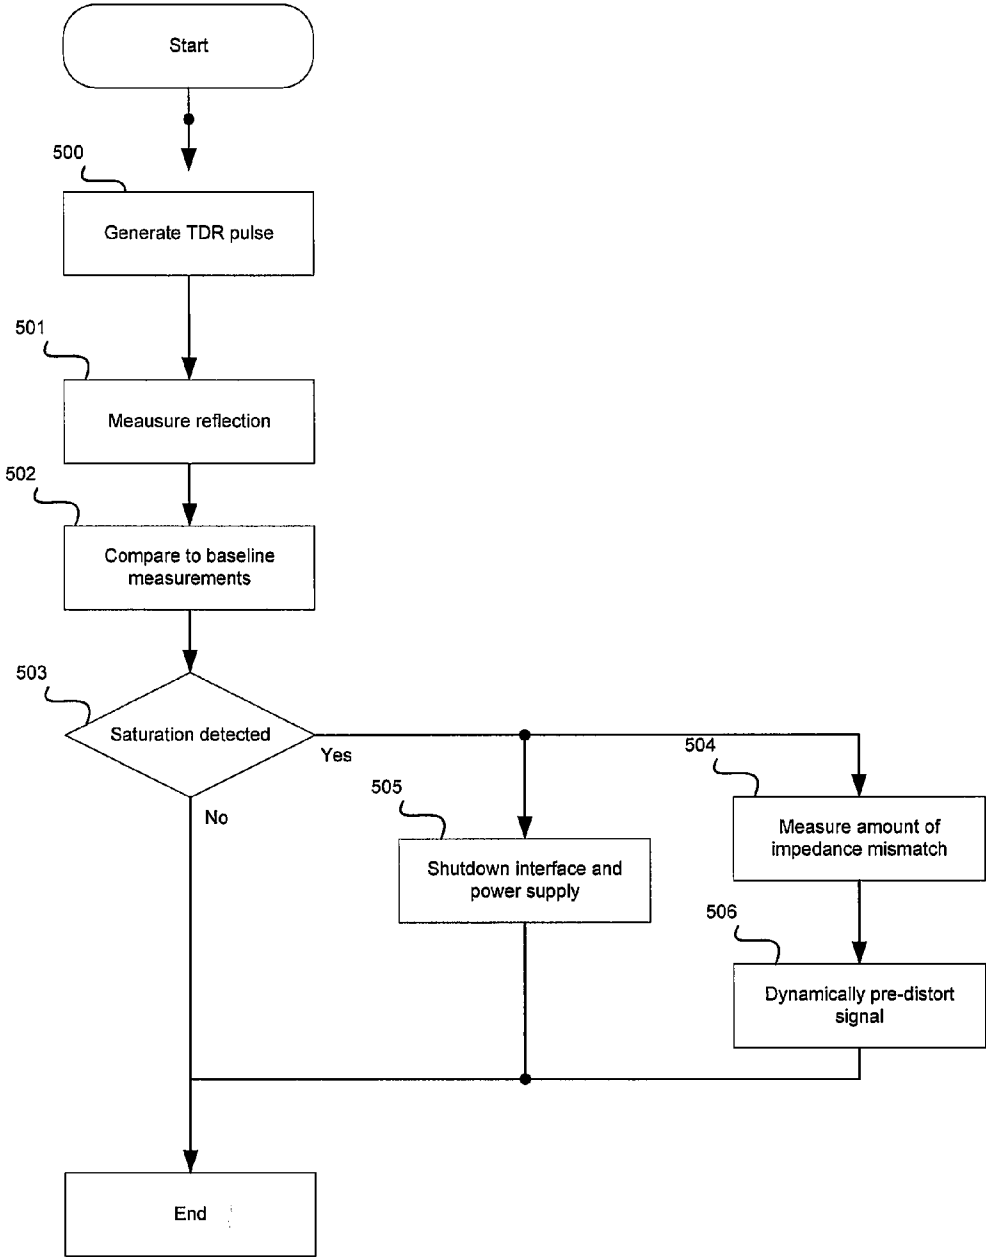 Start
500
Generate TDR pulse
501
Meausure reflection
502
Compare to baseline
measurements
503
Saturation detected
Yes
No
504
Measure amount of
impedance mismatch
505
Shutdown interface and
power supply
506
Dynamically pre-distort
signal
End